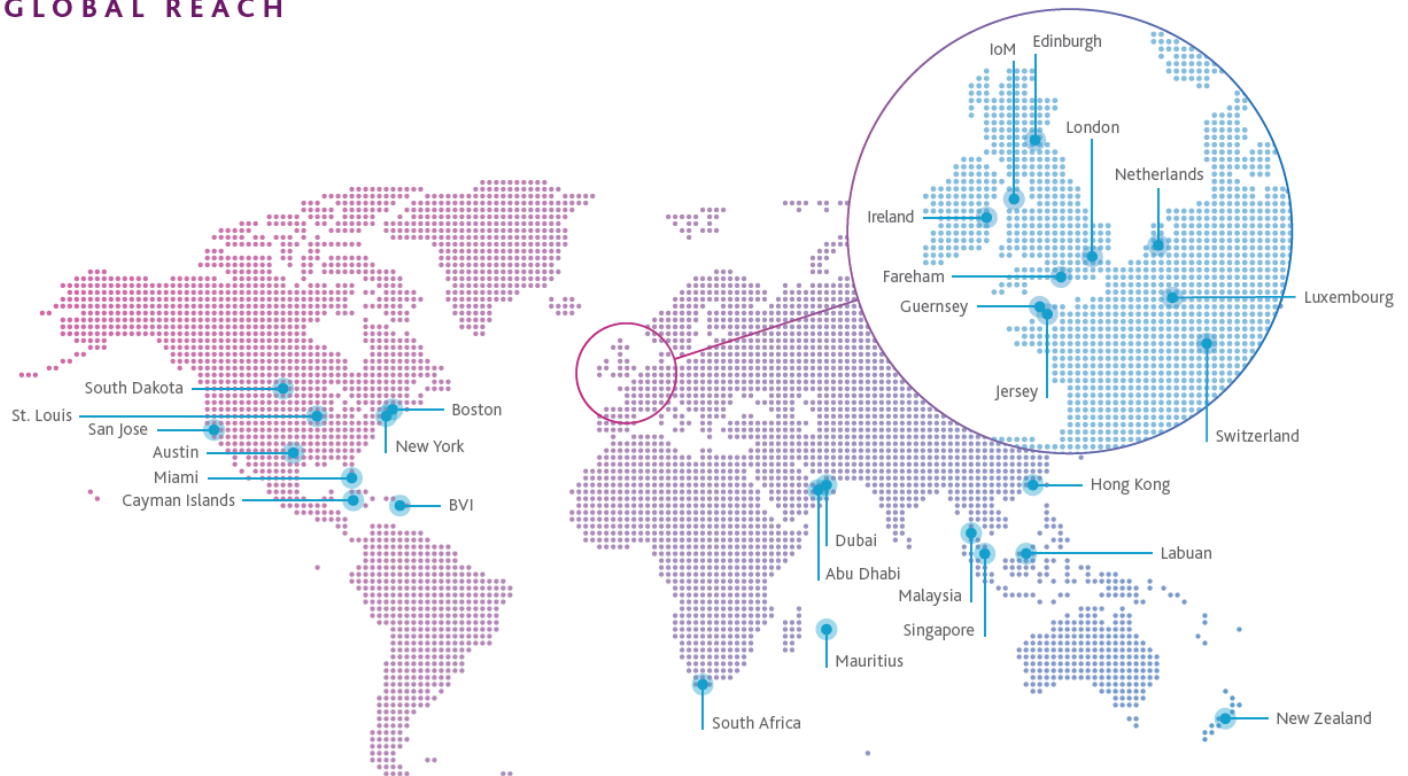 GLOBAL REACH
IoM
Edinburgh
London
Netherlands
Ireland
Fareham
Guernsey
Luxembourg
Jersey
Switzerland
South Dakota
St. Louis
San Jose
Austin
Miami
Cayman Islands
Boston
New York
BVI
Dubai
Abu Dhabi
Mauritius
South Africa
Hong Kong
Labuan
Malaysia
Singapore
New Zealand